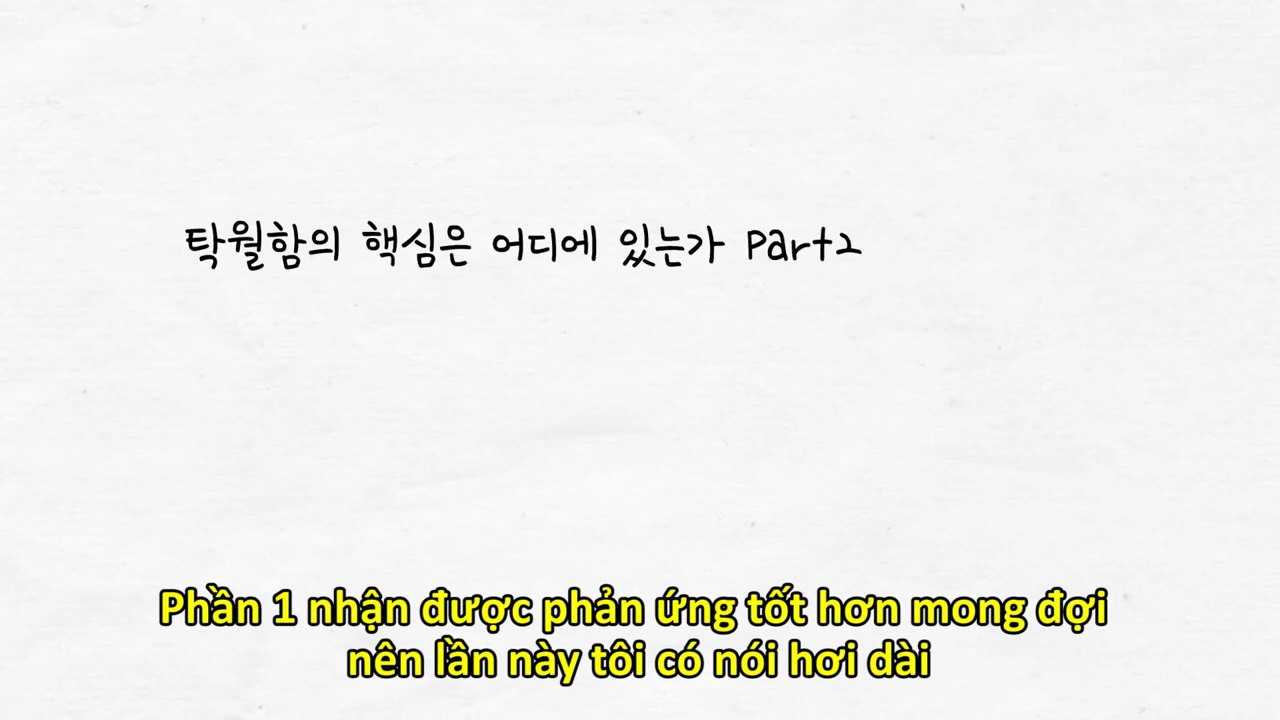 탁월함의 핵심은 어디에 있는가 Part2
Phần 1 nhận được phản ứng tốt hơn mong đợi
nên lần này tôi có nói hơi dài